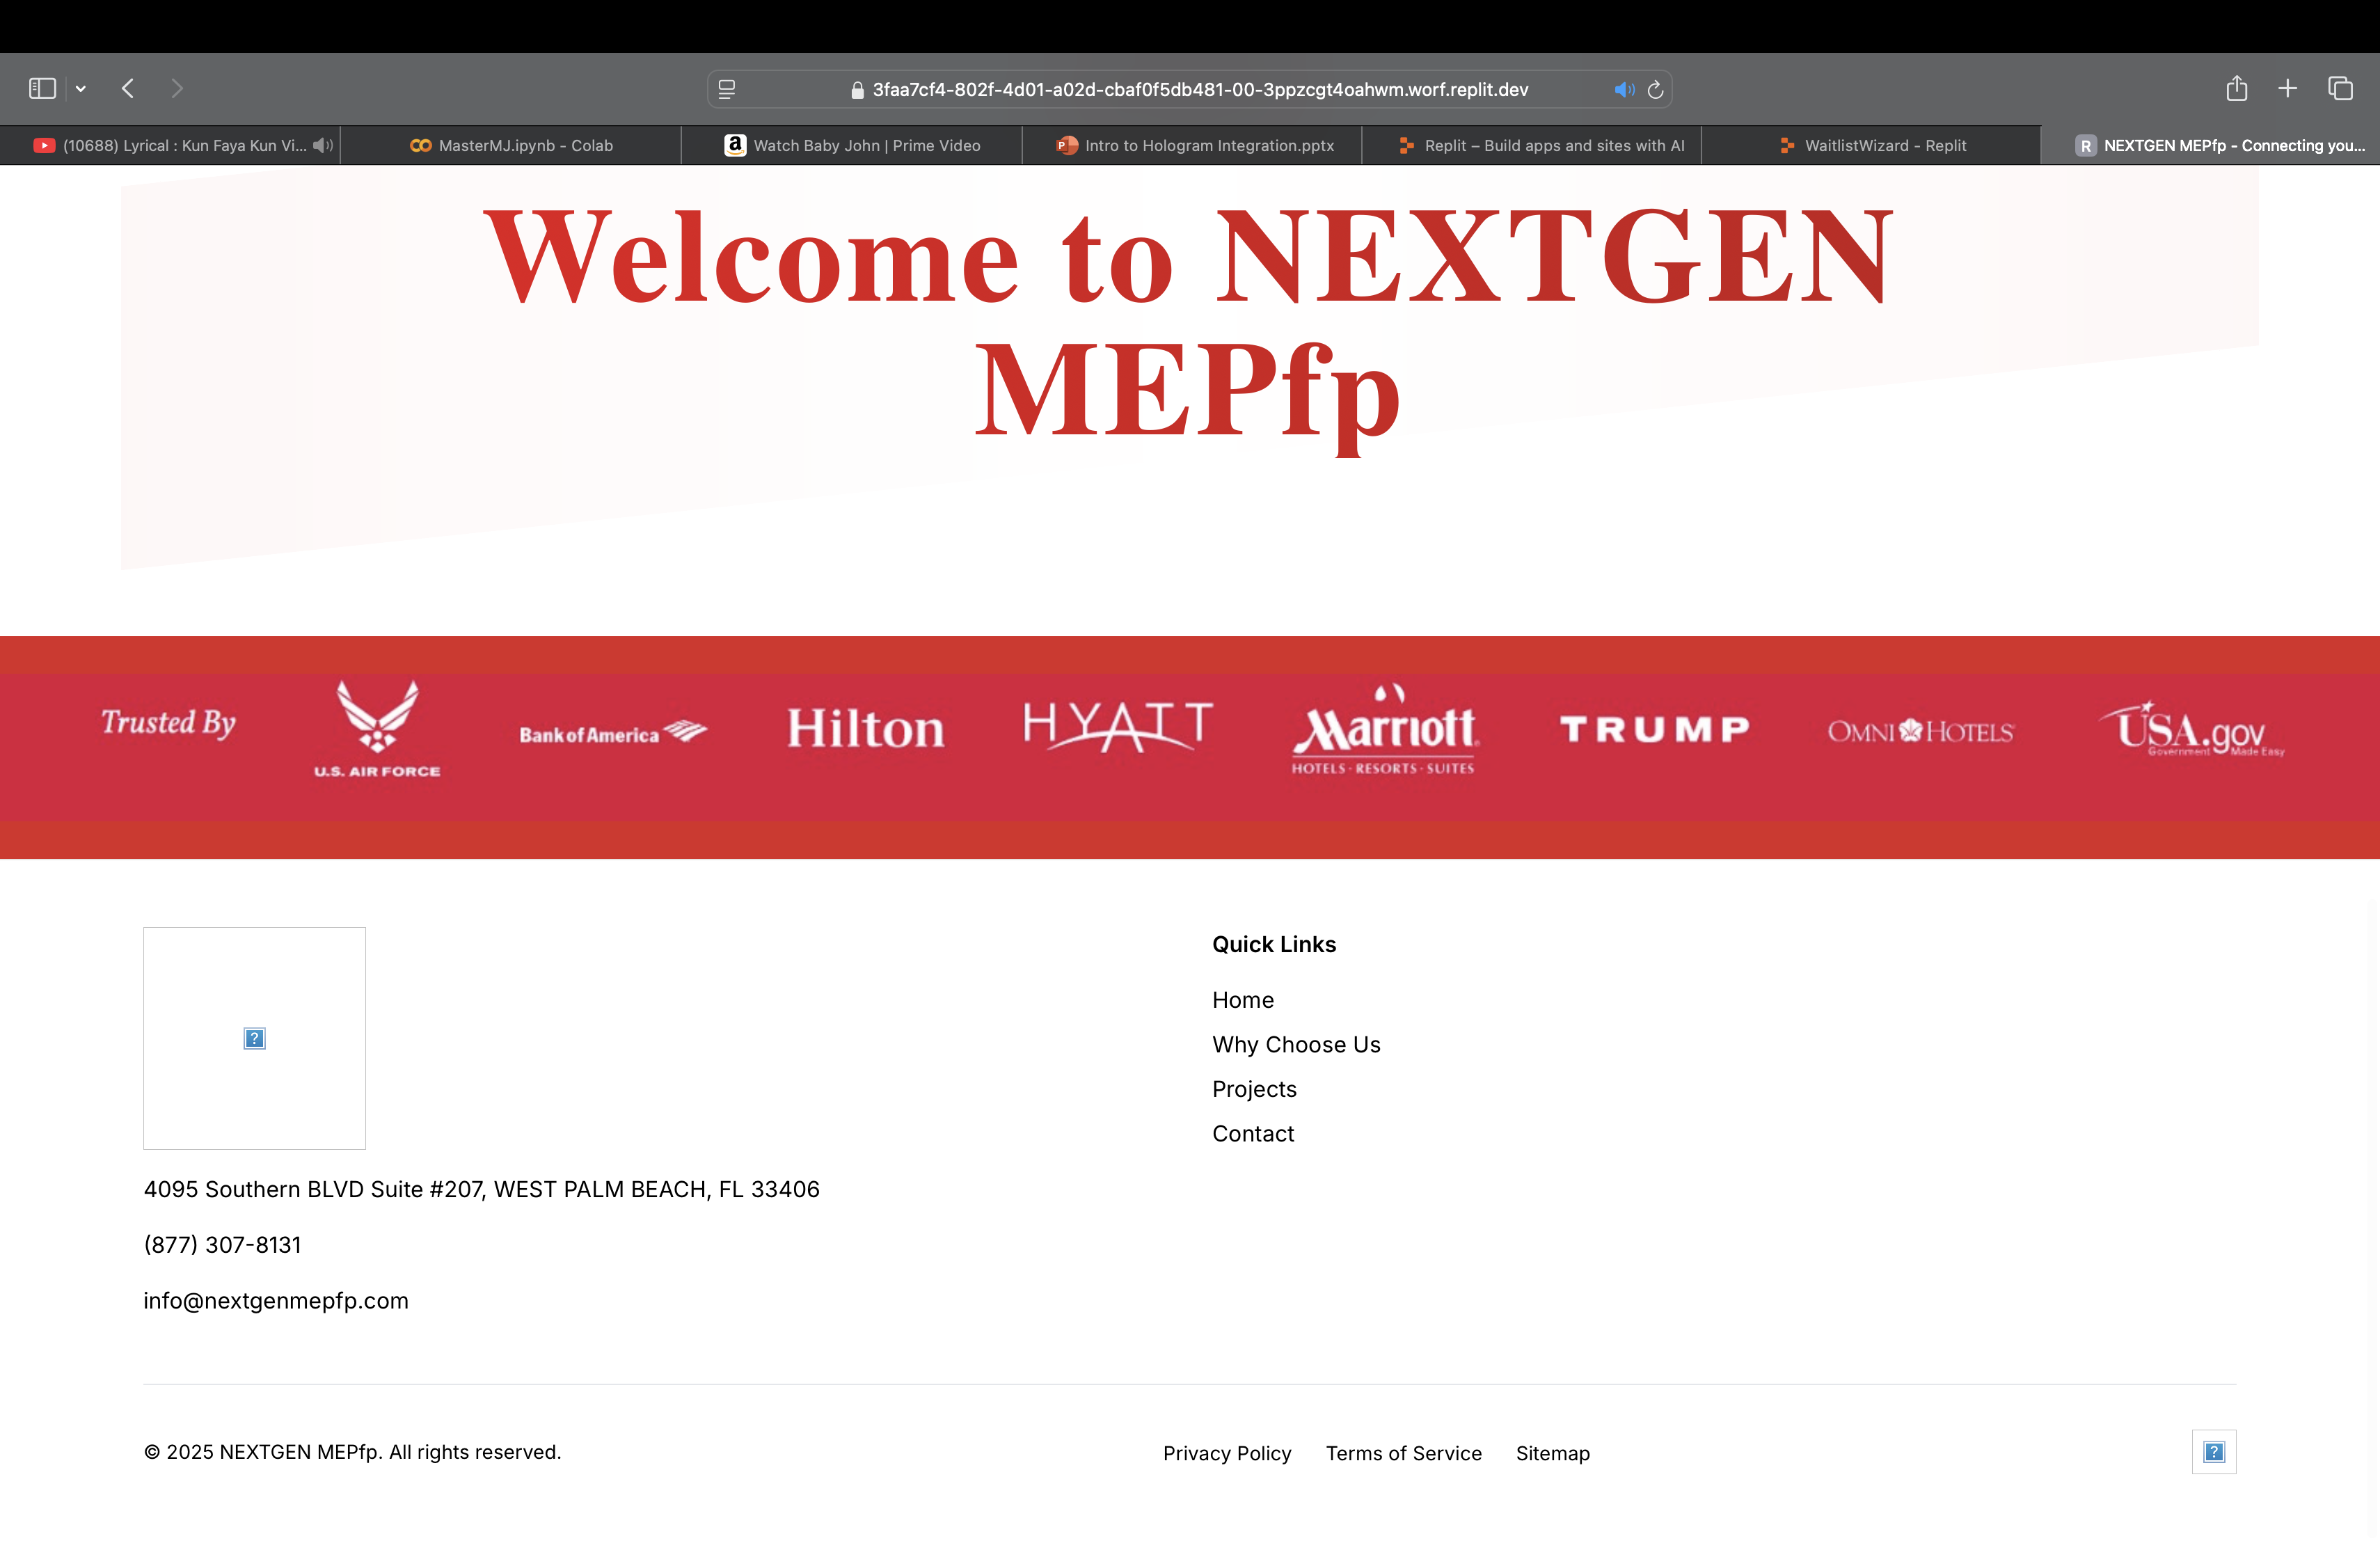 3faa7cf4-802f-4d01-a02d-cbaf0f5db481-00-3ppzcgt4oahwm.worf.replit.dev
(10688) Lyrical : Kun Faya Kun Vi...
MasterMJ.ipynb - Colab
Watch Baby John | Prime Video
Intro to Hologram Integration.pptx
Replit – Build apps and sites with AI
WaitlistWizard - Replit
R NEXTGEN MEPfp - Connecting you...
Welcome to NEXTGEN
MEPfp
Trusted By
U.S. AIR FORCE
Bank of America
Hilton
HYATT
Marriott
HOTELS · RESORTS · SUITES
TRUMP
OMNI HOTELS
USA.gov
Government Made Easy
Quick Links
Home
Why Choose Us
Projects
Contact
4095 Southern BLVD Suite #207, WEST PALM BEACH, FL 33406
(877) 307-8131
info@nextgenmepfp.com
© 2025 NEXTGEN MEPfp. All rights reserved.
Privacy Policy
Terms of Service
Sitemap